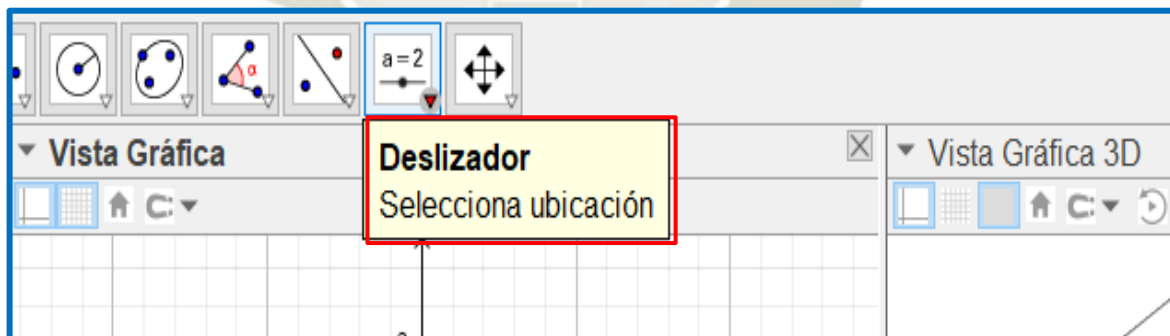 α
a = 2
Vista Gráfica
Deslizador
Selecciona ubicación
Vista Gráfica 3D